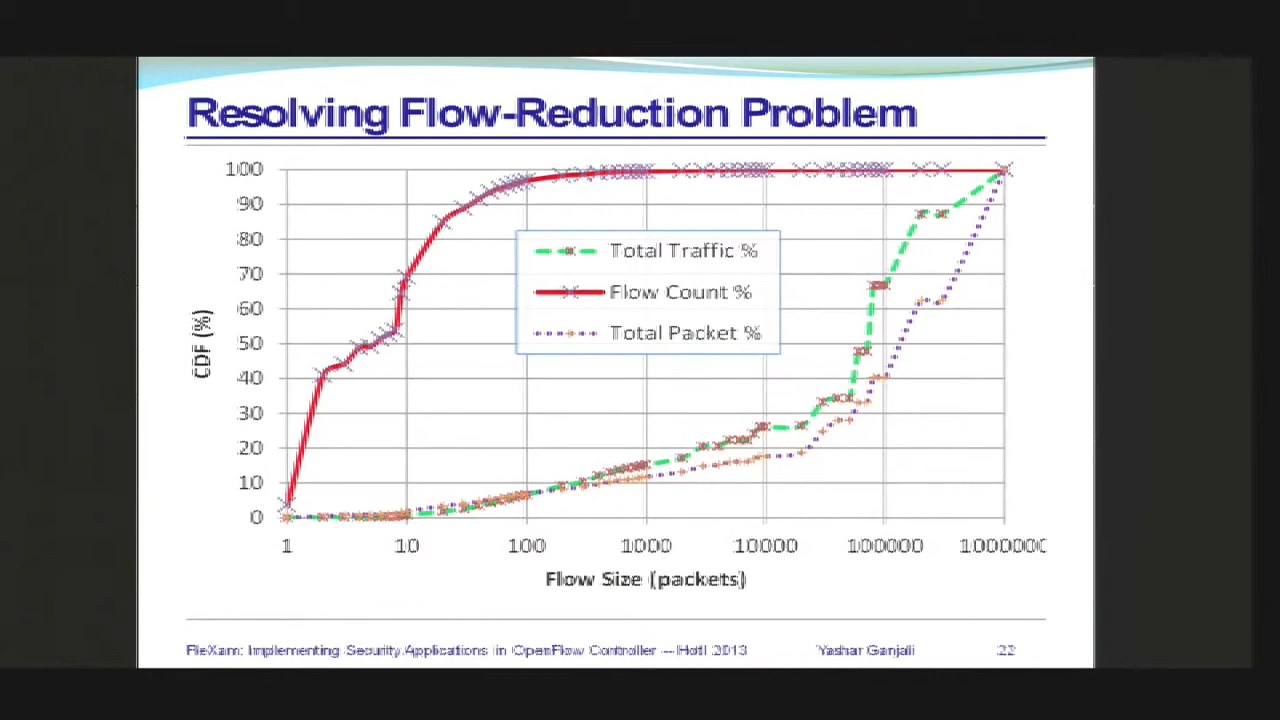 Resolving Flow-Reduction Problem
100
90
80
70
60
50
40
30
20
10
0
CDF (%)
Total Traffic %
Flow Count %
Total Packet %
1 10 100 1000 10000 100000 1000000
Flow Size (packets)
FleXam: Implementing Security Applications in OpenFlow Controller – HotI 2013 Yashar Ganjali 22